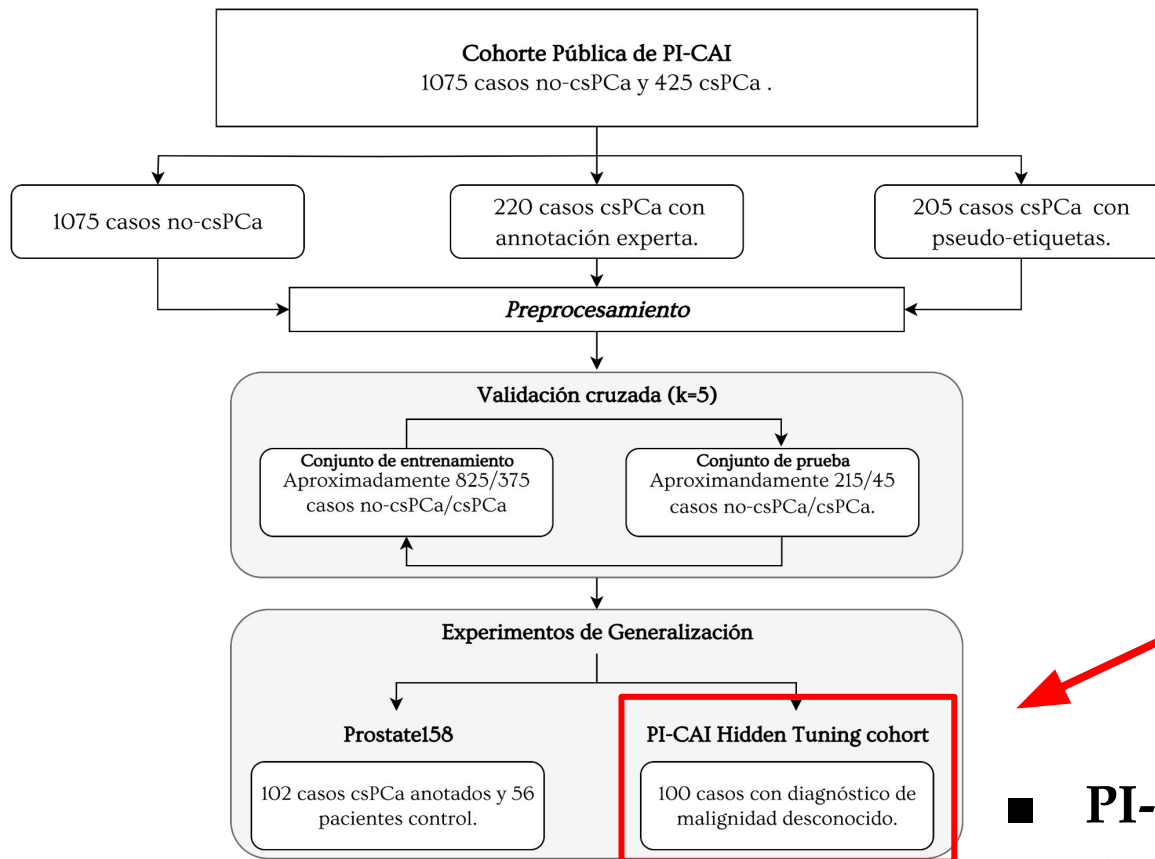 Cohorte Pública de PI-CAI
1075 casos no-csPCa y 425 csPCa .
1075 casos no-csPCa
220 casos csPCa con
annotación experta.
205 casos csPCa con
pseudo-etiquetas.
Preprocesamiento
Validación cruzada (k=5)
Conjunto de entrenamiento
Aproximadamente 825/375
casos no-csPCa/csPCa
Conjunto de prueba
Aproximandamente 215/45
casos no-csPCa/csPCa.
Experimentos de Generalización
Prostate158
102 casos csPCa anotados y 56
pacientes control.
PI-CAI Hidden Tuning cohort
100 casos con diagnóstico de
malignidad desconocido.
■ PI-